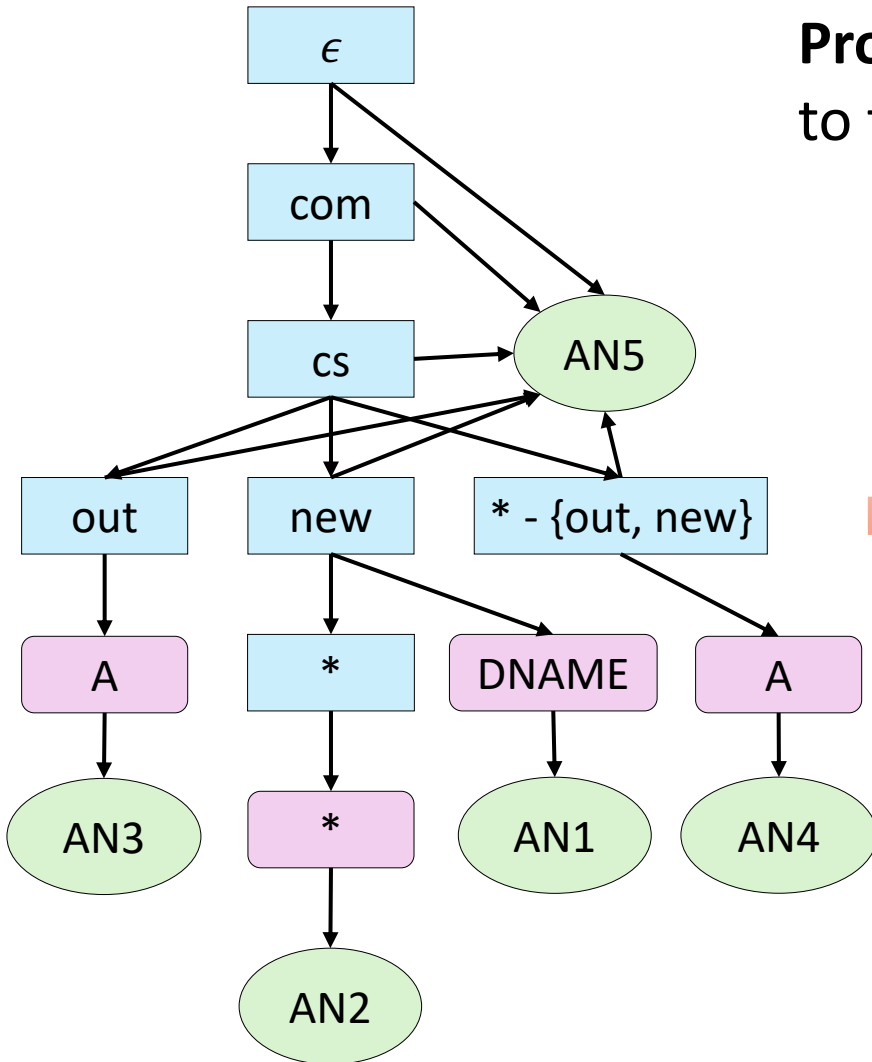 ϵ
Pro
to
com
cs
AN5
out
new
* - {out, new}
A
*
DNAME
A
AN3
*
AN1
AN4
AN2